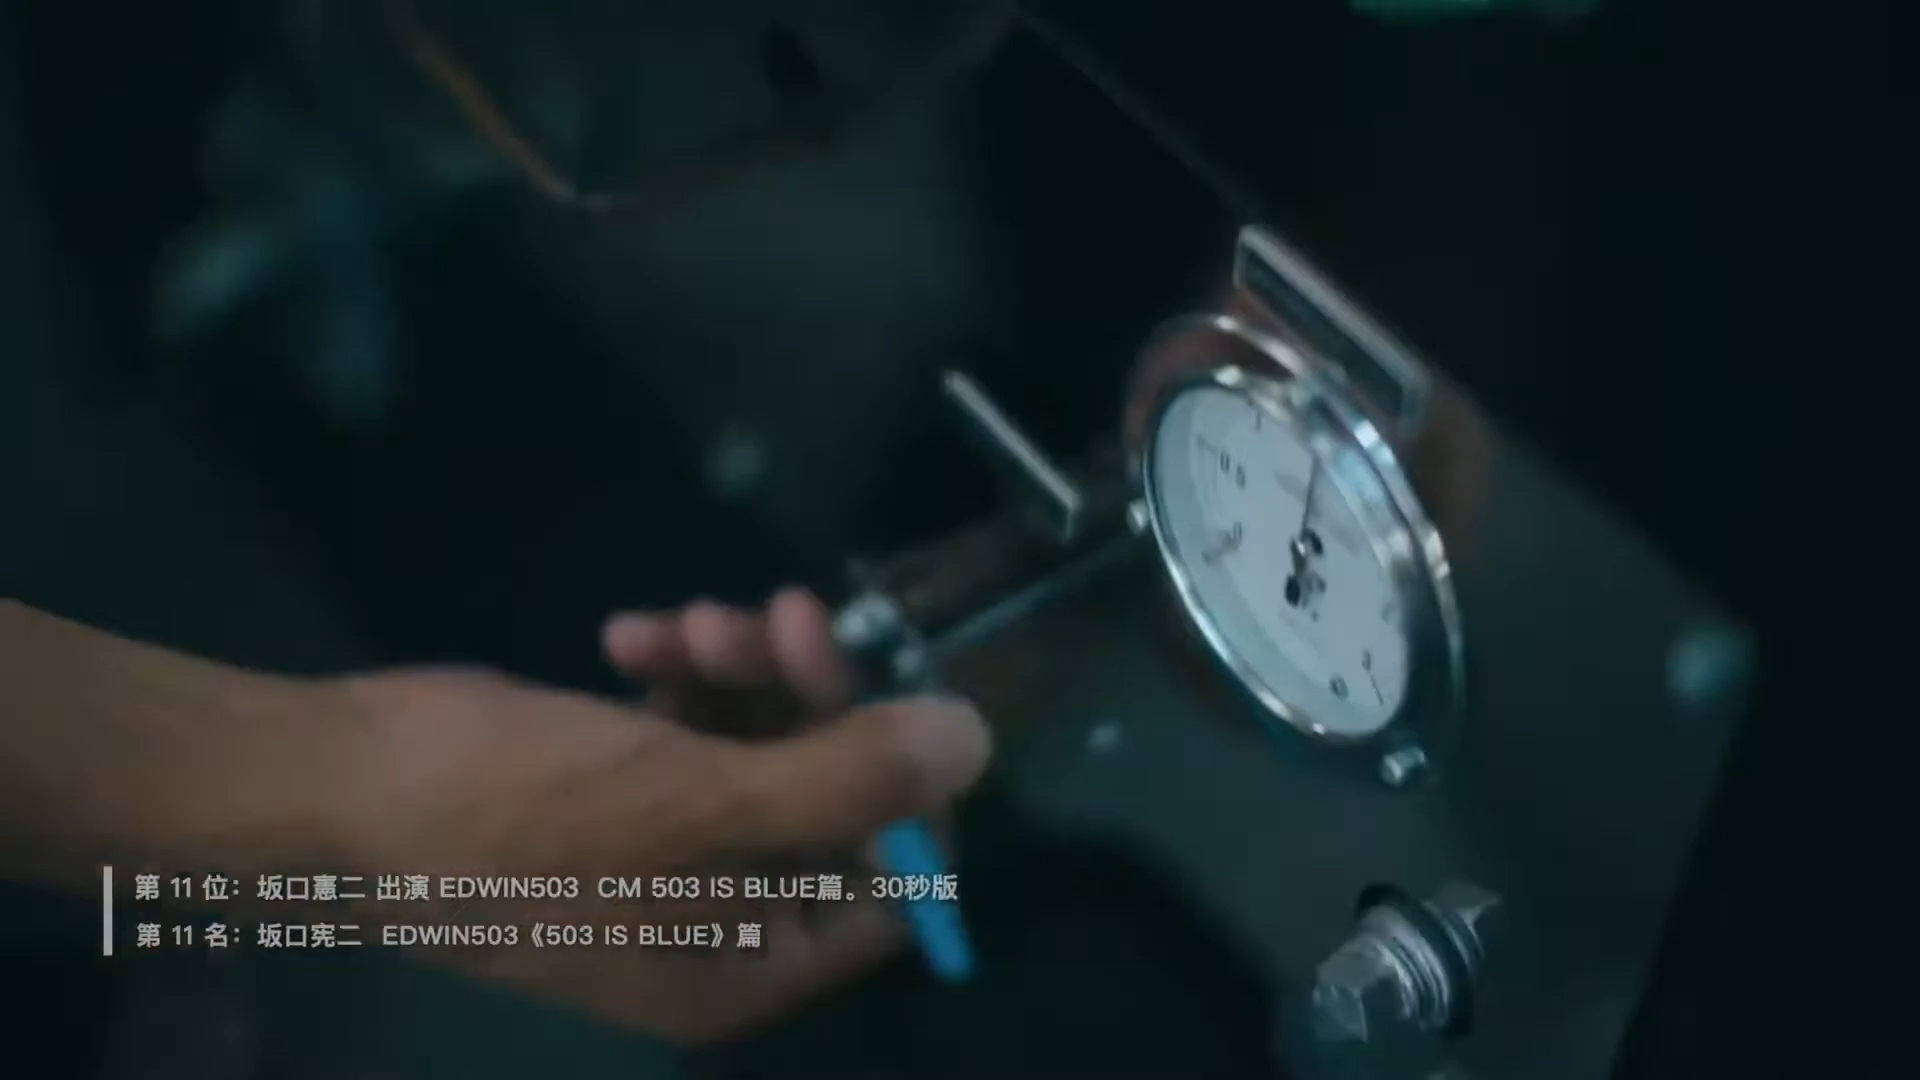 第 11 位：坂口憲二 出演 EDWIN503  CM 503 IS BLUE篇。30秒版
第 11 名：坂口宪二  EDWIN503《503 IS BLUE》篇